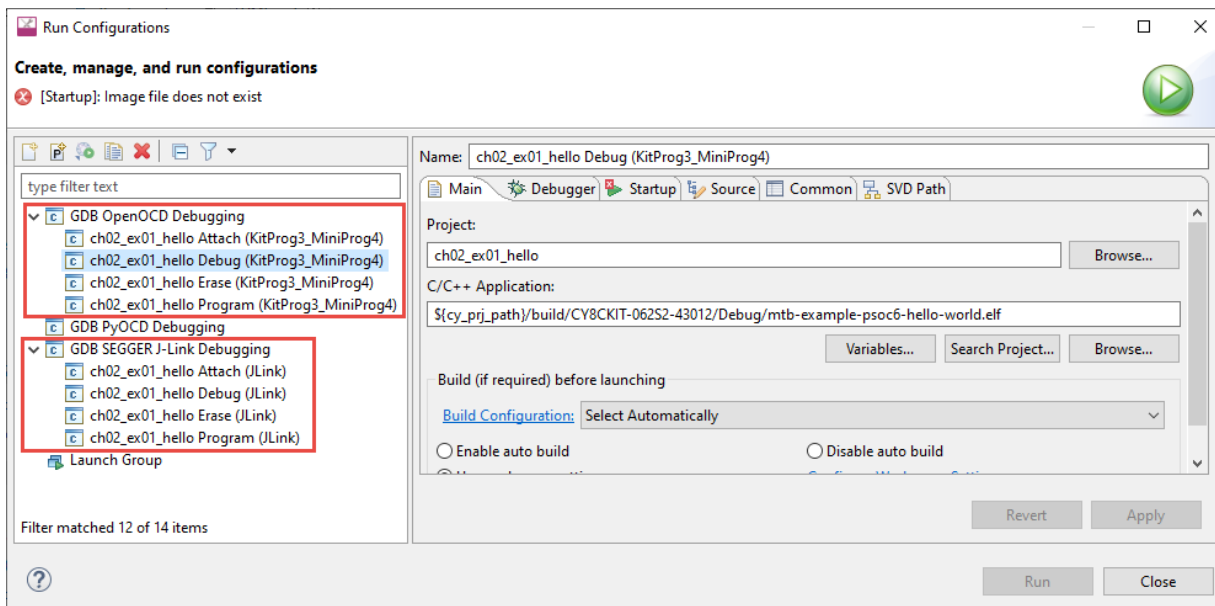 Run Configurations
Create, manage, and run configurations
[Startup]: Image file does not exist
type filter text
GDB OpenOCD Debugging
ch02_ex01_hello Attach (KitProg3_MiniProg4)
ch02_ex01_hello Debug (KitProg3_MiniProg4)
ch02_ex01_hello Erase (KitProg3_MiniProg4)
ch02_ex01_hello Program (KitProg3_MiniProg4)
GDB PyOCD Debugging
GDB SEGGER J-Link Debugging
ch02_ex01_hello Attach (JLink)
ch02_ex01_hello Debug (JLink)
ch02_ex01_hello Erase (JLink)
ch02_ex01_hello Program (JLink)
Launch Group
Filter matched 12 of 14 items
Name: ch02_ex01_hello Debug (KitProg3_MiniProg4)
Main Debugger Startup Source Common SVD Path
Project:
ch02_ex01_hello Browse...
C/C++ Application:
${cy_prj_path}/build/CY8CKIT-062S2-43012/Debug/mtb-example-psoc6-hello-world.elf
Variables... Search Project... Browse...
Build (if required) before launching
Build Configuration: Select Automatically
Enable auto build Disable auto build
Revert Apply
Run Close